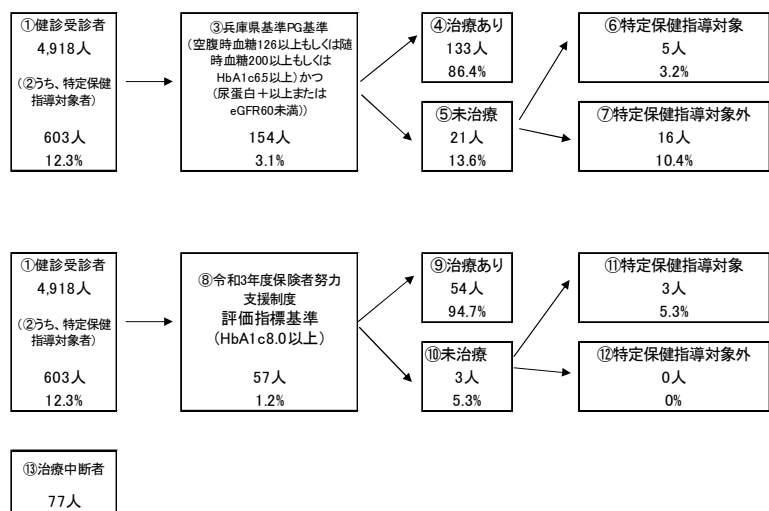 ①健診受診者
4,918人
(②うち、特定保健
指導対象者)
603人
12.3%
③兵庫県基準PG基準
(空腹時血糖126以上もしくは随
時血糖200以上もしくは
HbA1c6.5以上)かつ
(尿蛋白+以上または
eGFR60未満))
154人
3.1%
④治療あり
133人
86.4%
⑤未治療
21人
13.6%
⑥特定保健指導対象
5人
3.2%
⑦特定保健指導対象外
16人
10.4%
①健診受診者
4,918人
(②うち、特定保健
指導対象者)
603人
12.3%
⑧令和3年度保険者努力
支援制度
評価指標基準
(HbA1c8.0以上)
57人
1.2%
⑨治療あり
54人
94.7%
⑩未治療
3人
5.3%
⑪特定保健指導対象
3人
5.3%
⑫特定保健指導対象外
0人
0%
⑬治療中断者
77人